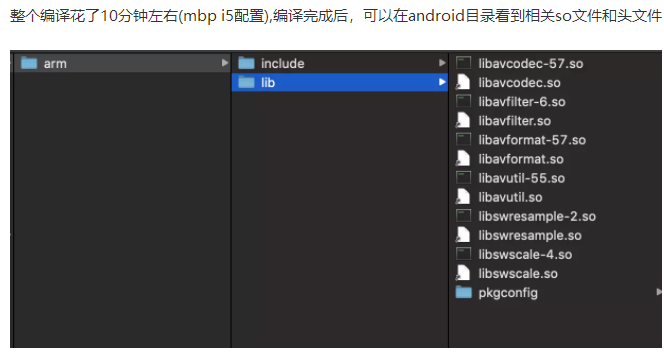 整个编译花了10分钟左右(mbp i5配置),编译完成后，可以在android目录看到相关so文件和头文件
arm
include
lib
libavcodec-57.so
libavcodec.so
libavfilter-6.so
libavfilter.so
libavformat-57.so
libavformat.so
libavutil-55.so
libavutil.so
libswresample-2.so
libswresample.so
libswscale-4.so
libswscale.so
pkgconfig